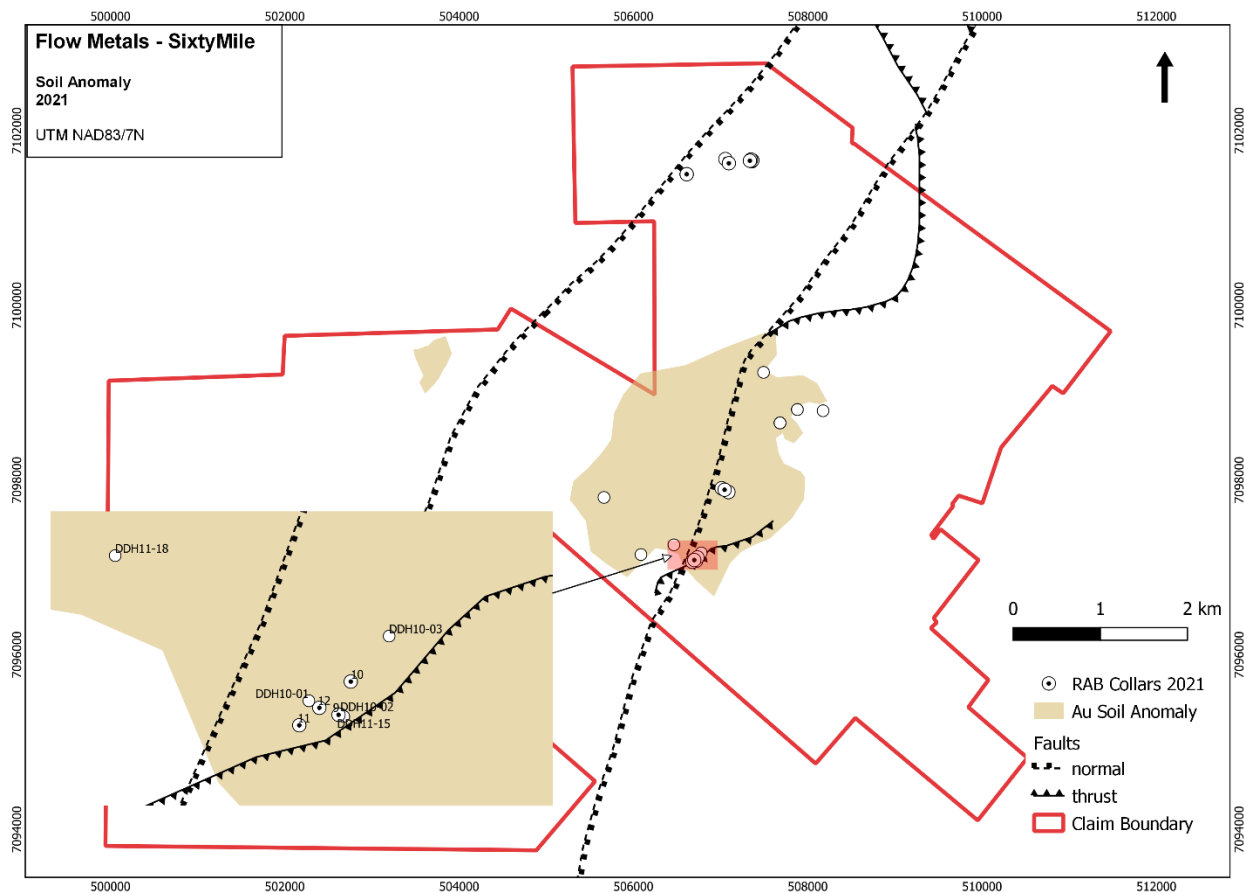 500000 502000 504000 506000 508000 510000 512000
Flow Metals - SixtyMile
Soil Anomaly
2021
UTM NAD83/7N
7102000 7102000
7100000 7100000
7098000 7098000
7096000 7096000
7094000 7094000
DDH11-18
DDH10-03
10
DDH10-01
12
9 DDH10-02
11
DDH11-15
0 1 2 km
RAB Collars 2021
Au Soil Anomaly
Faults
normal
thrust
Claim Boundary
500000 502000 504000 506000 508000 510000 512000